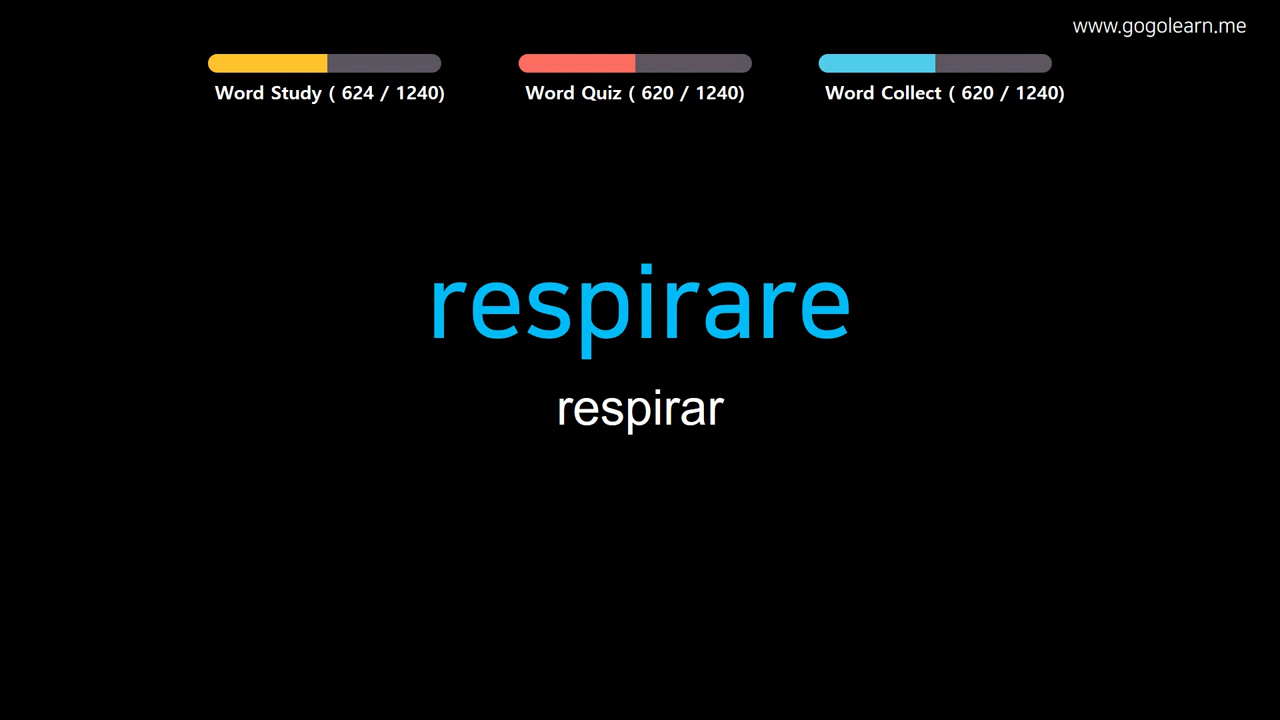 www.gogolearn.me
Word Study ( 624 / 1240)
Word Quiz ( 620 / 1240)
Word Collect ( 620 / 1240)
respirare
respirar